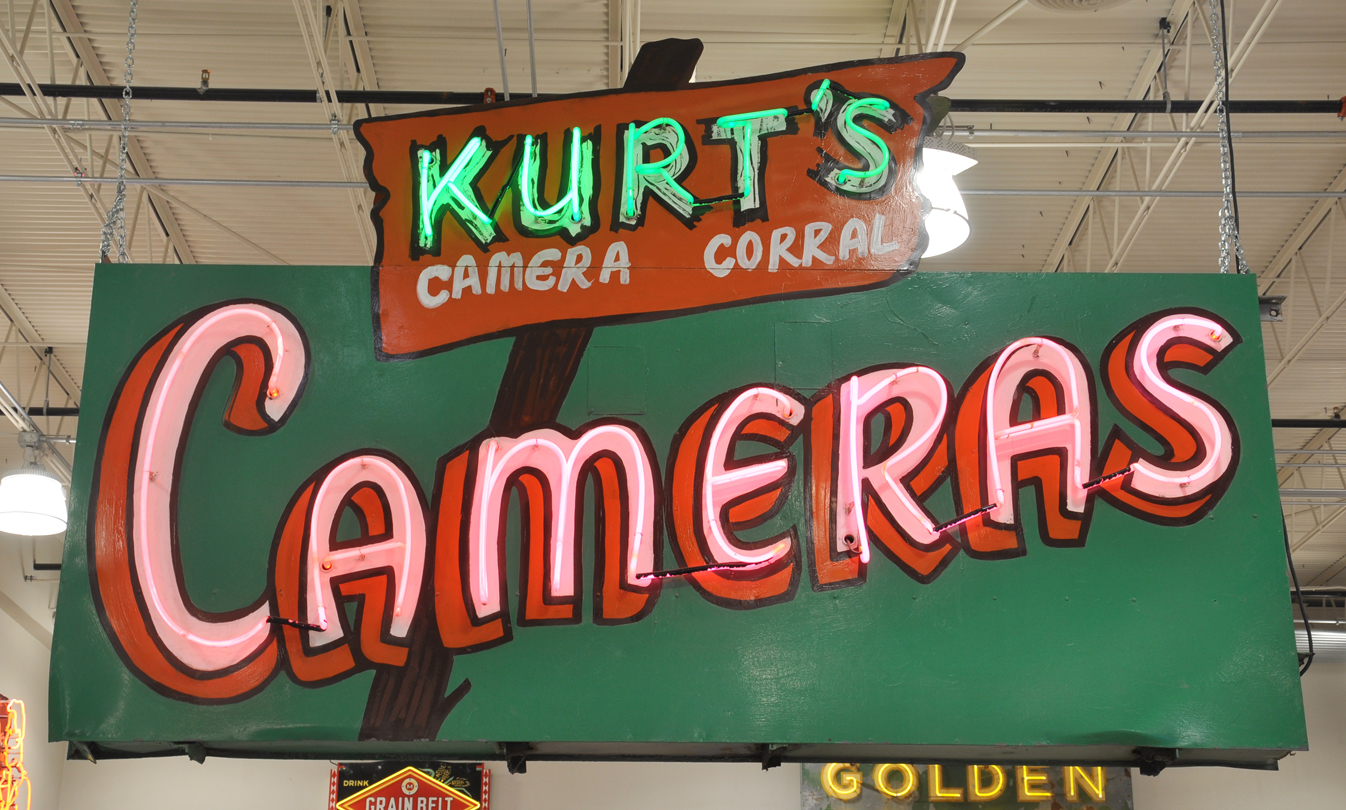 KURT'S
CAMERA CORRAL
CAMERAS
DRINK
GRAIN BELT
GOLDEN